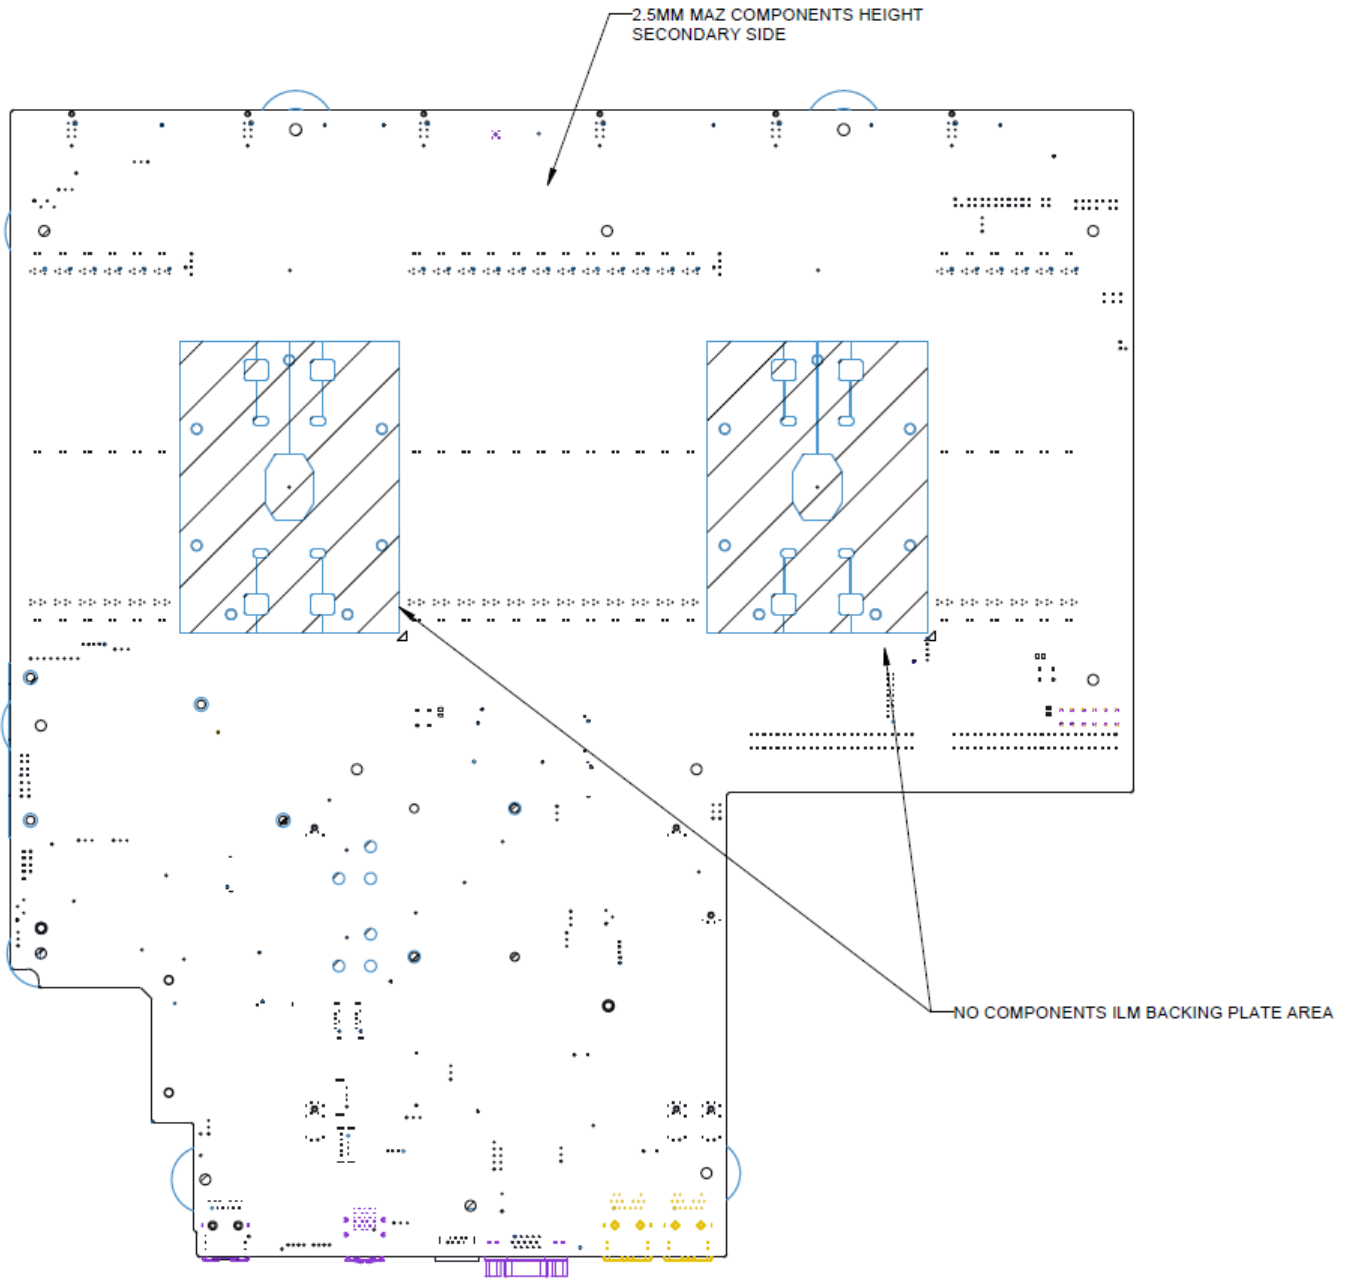 2.5MM MAZ COMPONENTS HEIGHT
SECONDARY SIDE
NO COMPONENTS ILM BACKING PLATE AREA